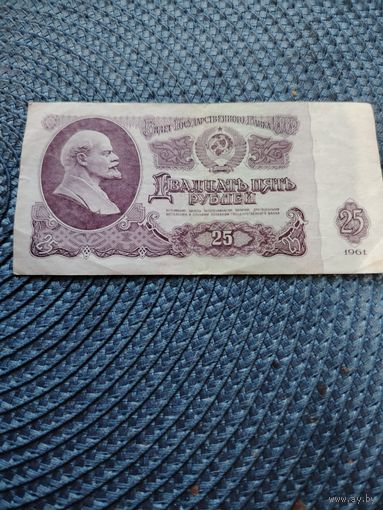 Билет Государственного Банка СССР
Двадцать пять
рублей
25
25
1961
www.ay.by